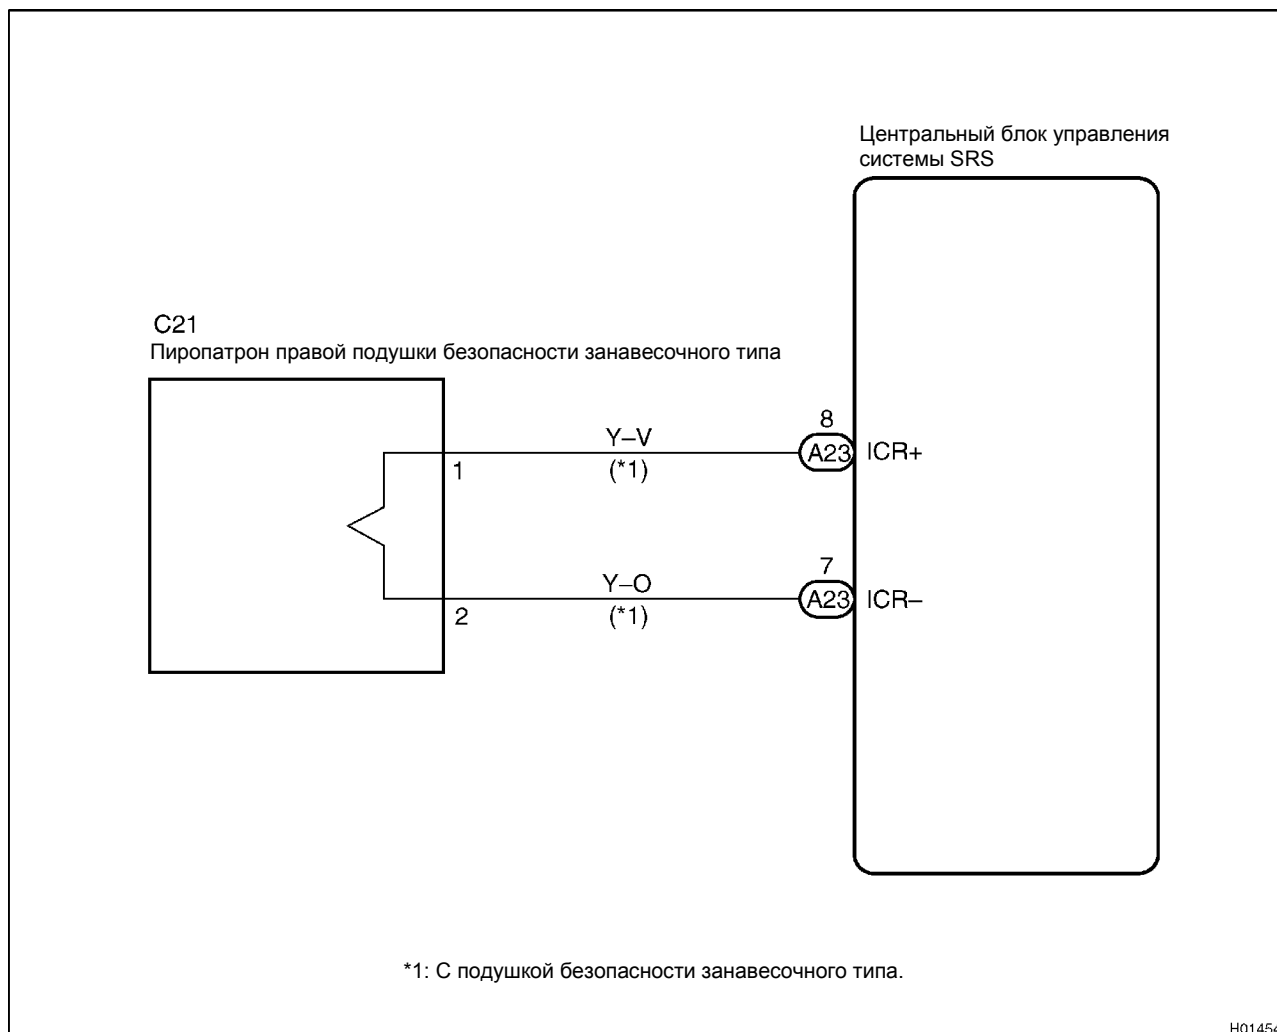 Центральный блок управления
системы SRS
C21
Пиропатрон правой подушки безопасности занавесочного типа
8
Y–V
A23
ICR+
1
(*1)
7
Y–O
A23
ICR–
2
(*1)
*1: С подушкой безопасности занавесочного типа.